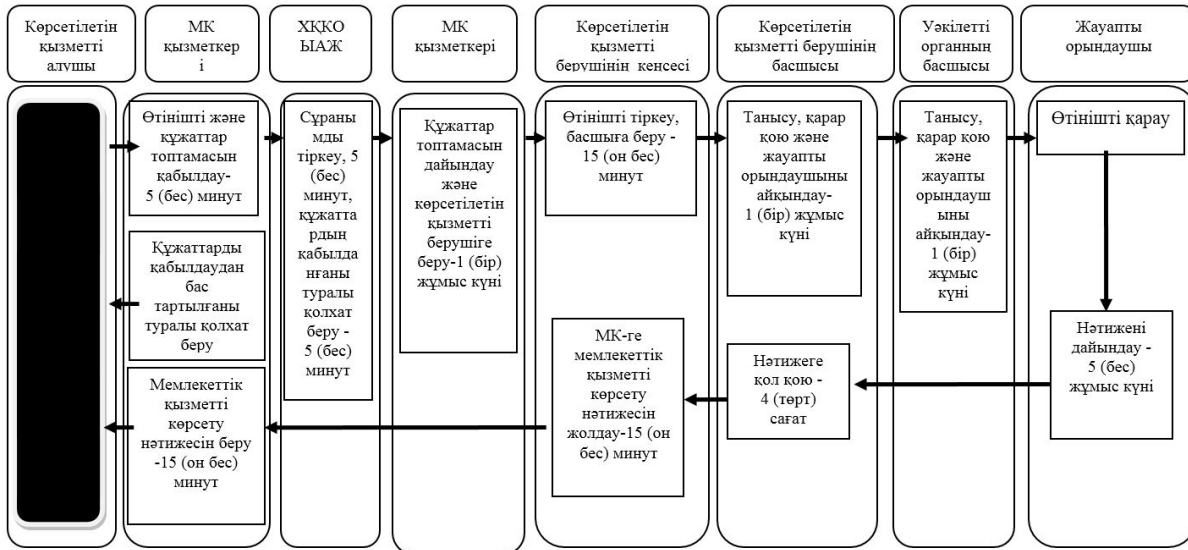 Көрсетілетін
қызметті
алушы
МК
қызметкер
і
ХҚКО
ЫАЖ
МК
қызметкері
Көрсетілетін
қызметті
берушінің кеңсесі
Көрсетілетін
қызметті берушінің
басшысы
Уәкілетті
органның
басшысы
Жауапты
орындаушы
Өтінішті және
құжаттар
топтамасын
қабылдау-
5 (бес) минут
Құжаттарды
қабылдаудан
бас
тартылғаны
туралы қолхат
беру
Мемлекеттік
қызметті
көрсету
нәтижесін беру
-15 (он бес)
минут
Сұраны
мды
тіркеу, 5
(бес)
минут,
құжатта
рдың
қабылда
нғаны
туралы
қолхат
беру -
5 (бес)
минут
Құжаттар
топтамасын
дайындау
және
көрсетілетін
қызметті
берушіге
беру-1 (бір)
жұмыс күні
Өтінішті тіркеу,
басшыға беру -
15 (он бес)
минут
МК-ге
мемлекеттік
қызметті
көрсету
нәтижесін
жолдау-15 (он
бес) минут
Танысу, қарар
қою және
жауапты
орындаушыны
айқындау-
1 (бір) жұмыс
күні
Нәтижеге
қол қою -
4 (төрт)
сағат
Танысу,
қарар қою
және
жауапты
орындауш
ыны
айқындау-
1 (бір)
жұмыс
күні
Өтінішті қарау
Нәтижені
дайындау -
5 (бес)
жұмыс күні